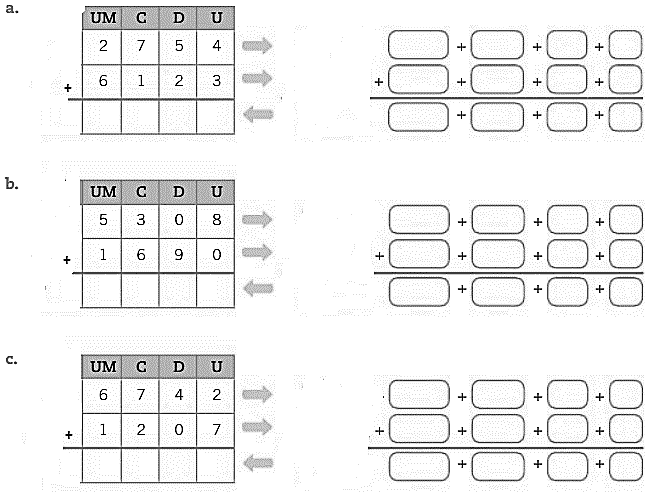 a.
UM C D U
2 7 5 4
+ + +
+ 6 1 2 3
+ + + +
+ + +
b.
UM C D U
5 3 0 8
+ + +
+ 1 6 9 0
+ + + +
+ + +
c.
UM C D U
6 7 4 2
+ + +
+ 1 2 0 7
+ + + +
+ + +